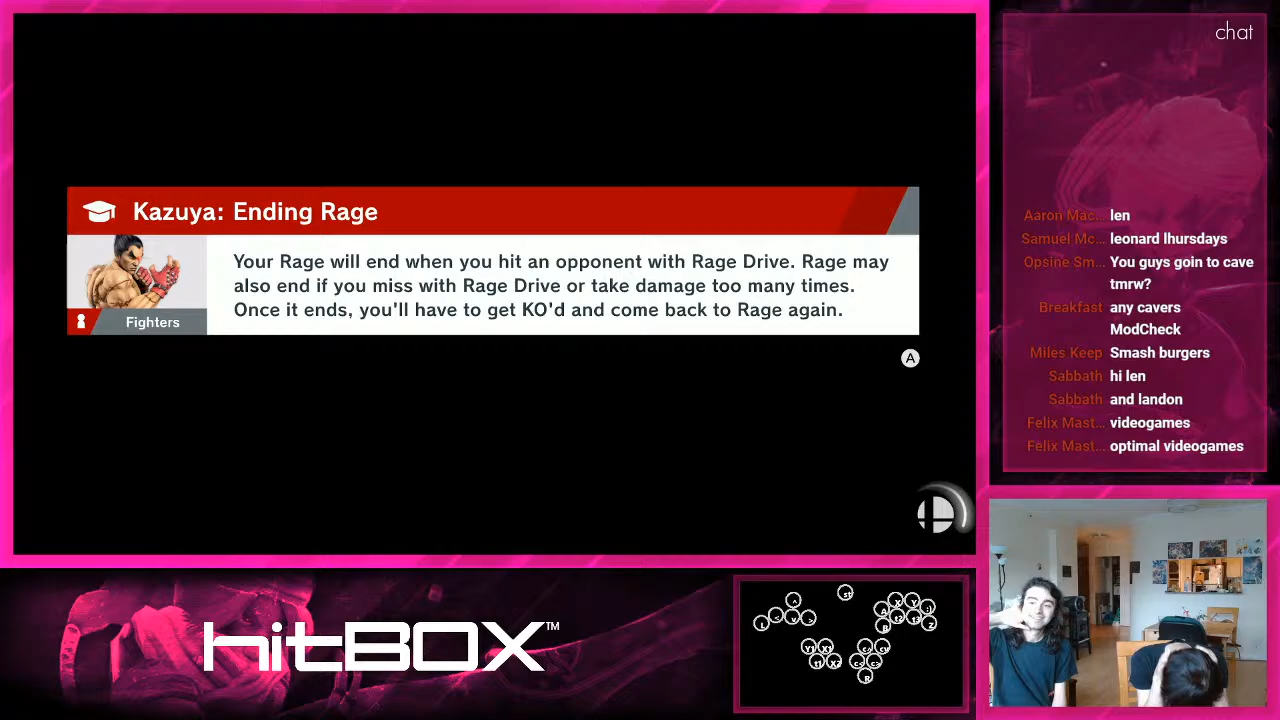 chat
Kazuya: Ending Rage
Your Rage will end when you hit an opponent with Rage Drive. Rage may
also end if you miss with Rage Drive or take damage too many times.
Once it ends, you'll have to get KO'd and come back to Rage again.
Fighters
A
Aaron Mac... len
Samuel Mc... leonard lhursdays
Opsine Sm... You guys goin to cave
tmrw?
Breakfast any cavers
ModCheck
Miles Keep Smash burgers
Sabbath hi len
Sabbath and landon
Felix Mast... videogames
Felix Mast... optimal videogames
hitBOX™
st